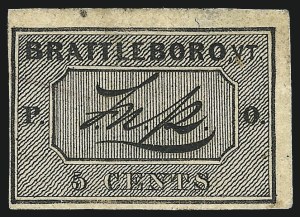 BRATTLEBORO, VT.
P. F.N.P. O.
5 CENTS